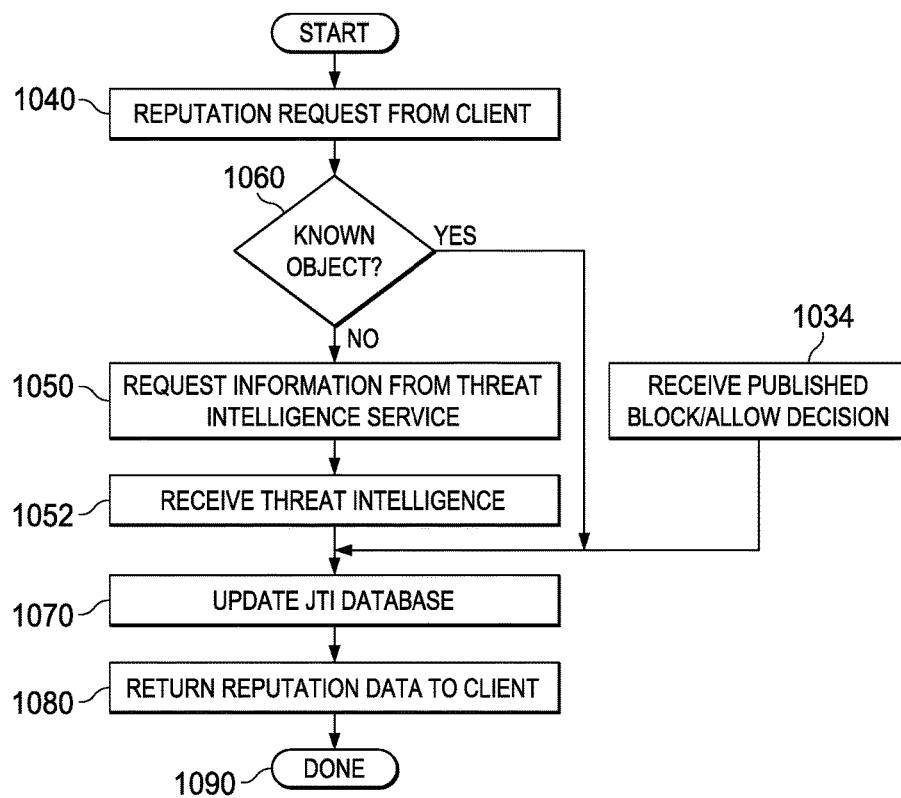 START
1040
REPUTATION REQUEST FROM CLIENT
1060
KNOWN
OBJECT?
YES
NO
1034
RECEIVE PUBLISHED
BLOCK/ALLOW DECISION
1050
REQUEST INFORMATION FROM THREAT
INTELLIGENCE SERVICE
1052
RECEIVE THREAT INTELLIGENCE
1070
UPDATE JTI DATABASE
1080
RETURN REPUTATION DATA TO CLIENT
1090
DONE